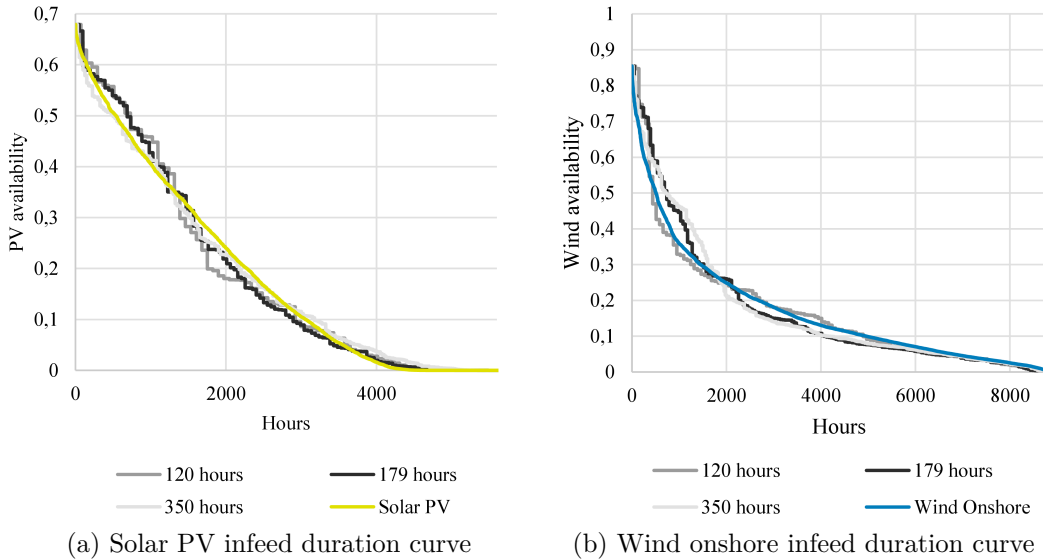 0,7
0,6
0,5
0,4
0,3
0,2
0,1
0
PV availability
0 2000 4000
Hours
120 hours 179 hours
350 hours Solar PV
(a) Solar PV infeed duration curve
1
0,9
0,8
0,7
0,6
0,5
0,4
0,3
0,2
0,1
0
Wind availability
0 2000 4000 6000 8000
Hours
120 hours 179 hours
350 hours Wind Onshore
(b) Wind onshore infeed duration curve